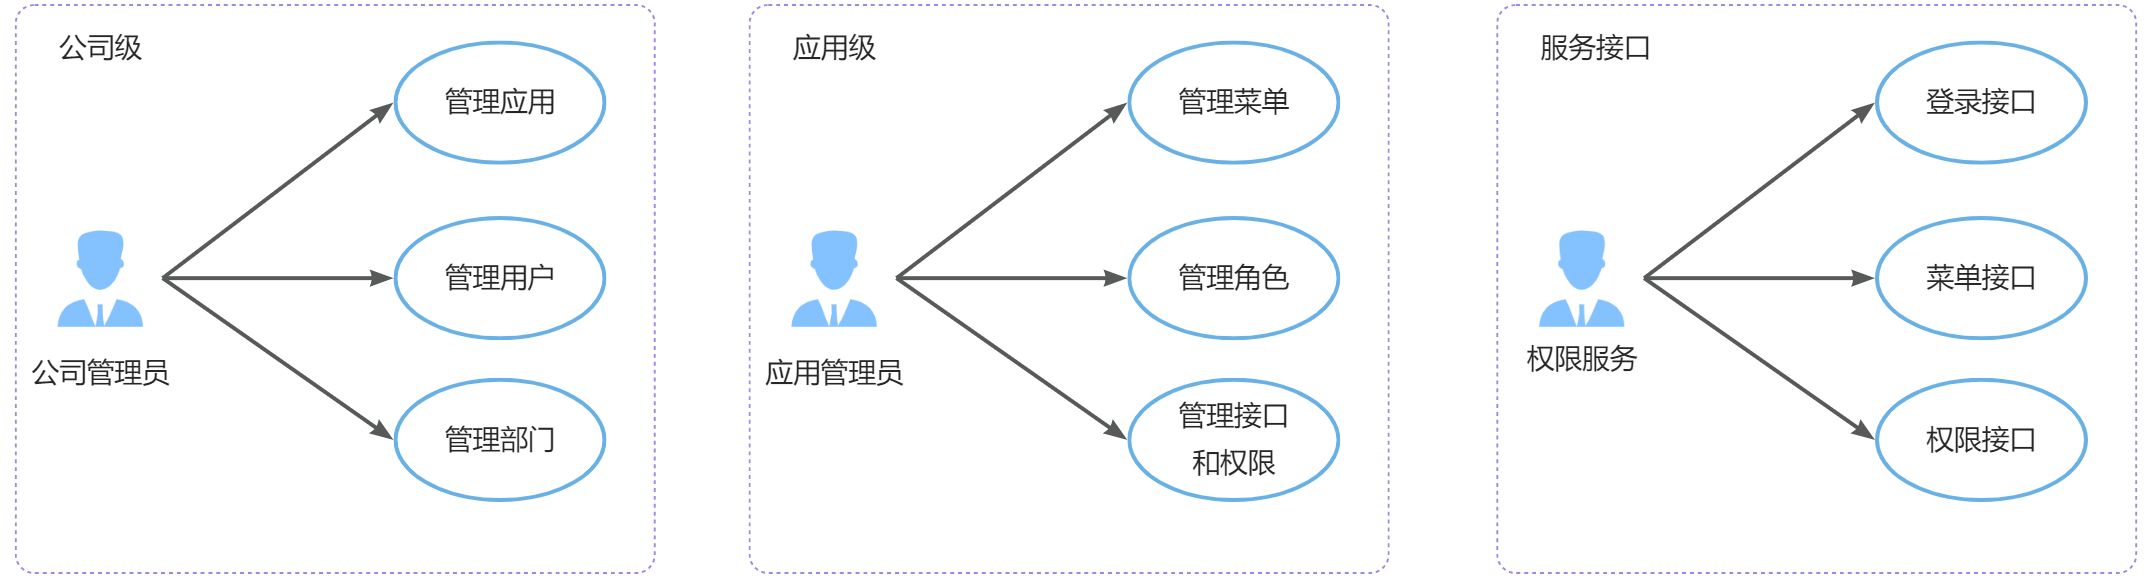 公司级
管理应用
管理用户
公司管理员
管理部门
应用级
管理菜单
管理角色
应用管理员
管理接口
和权限
服务接口
登录接口
菜单接口
权限服务
权限接口